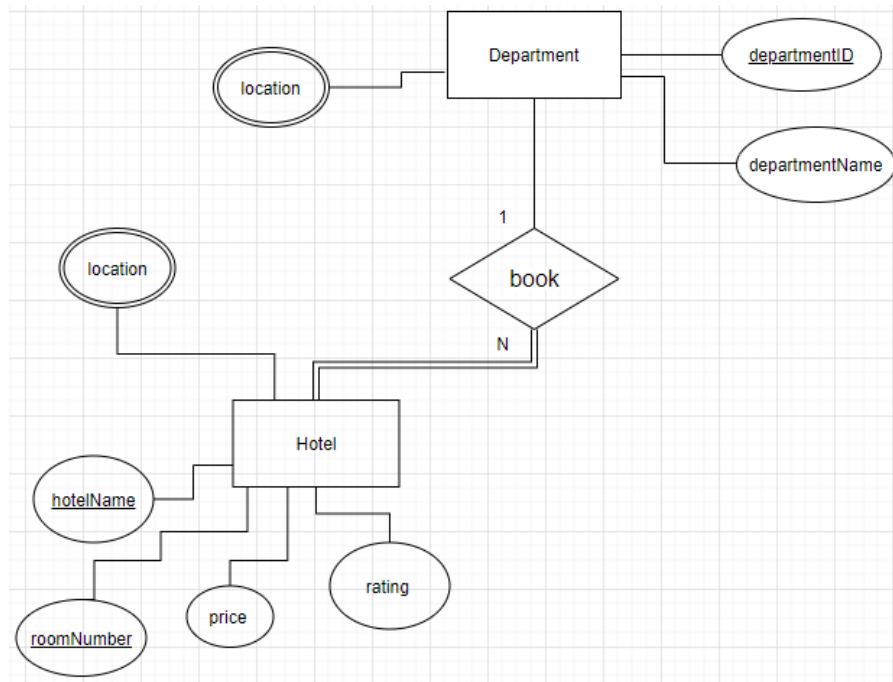 Department
departmentID
location
departmentName
1
book
location
N
Hotel
hotelName
rating
price
roomNumber